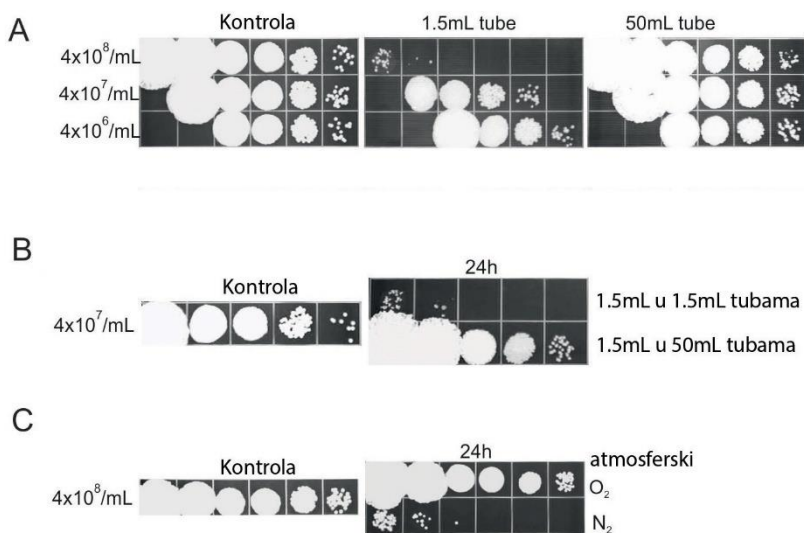 A
Kontrola 1.5mL tube 50mL tube
4x10⁸/mL
4x10⁷/mL
4x10⁶/mL
B
Kontrola 24h
4x10⁷/mL
1.5mL u 1.5mL tubama
1.5mL u 50mL tubama
C
Kontrola 24h
4x10⁸/mL
atmosferski
O₂
N₂